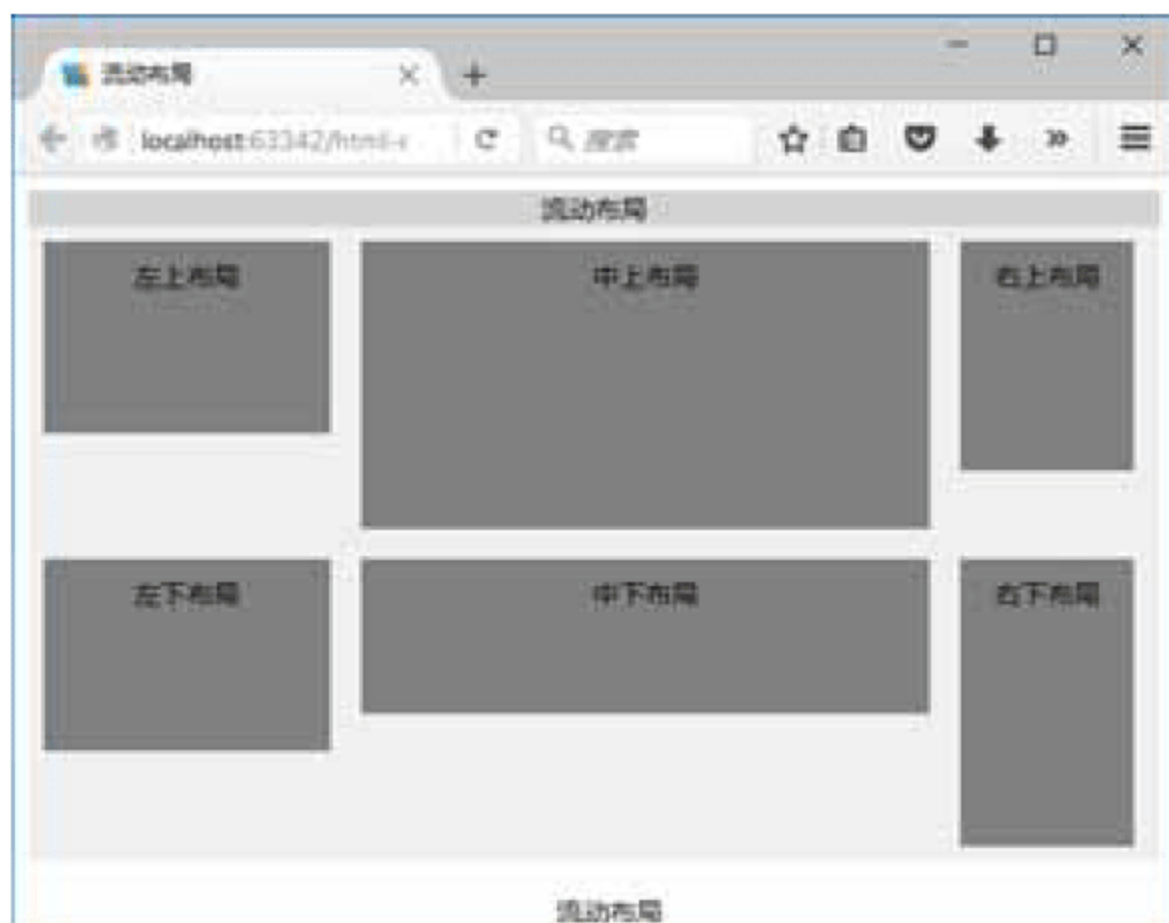 流动布局
localhost:63342/html-c
搜索
流动布局
左上布局 中上布局 右上布局
左下布局 中下布局 右下布局
流动布局